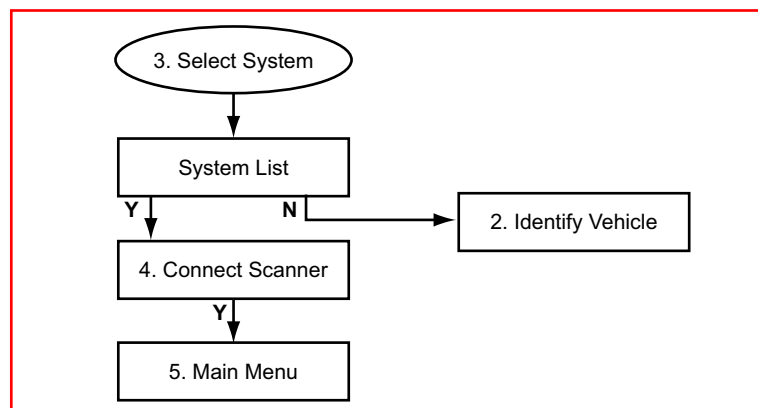 3. Select System
System List
Y
N
2. Identify Vehicle
4. Connect Scanner
Y
5. Main Menu